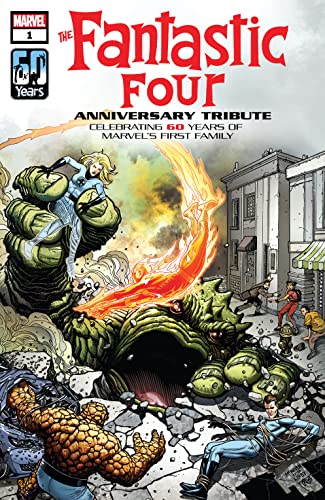 MARVEL
1
60
Years
THE
FANTASTIC
FOUR
ANNIVERSARY TRIBUTE
CELEBRATING 60 YEARS OF
MARVEL'S FIRST FAMILY